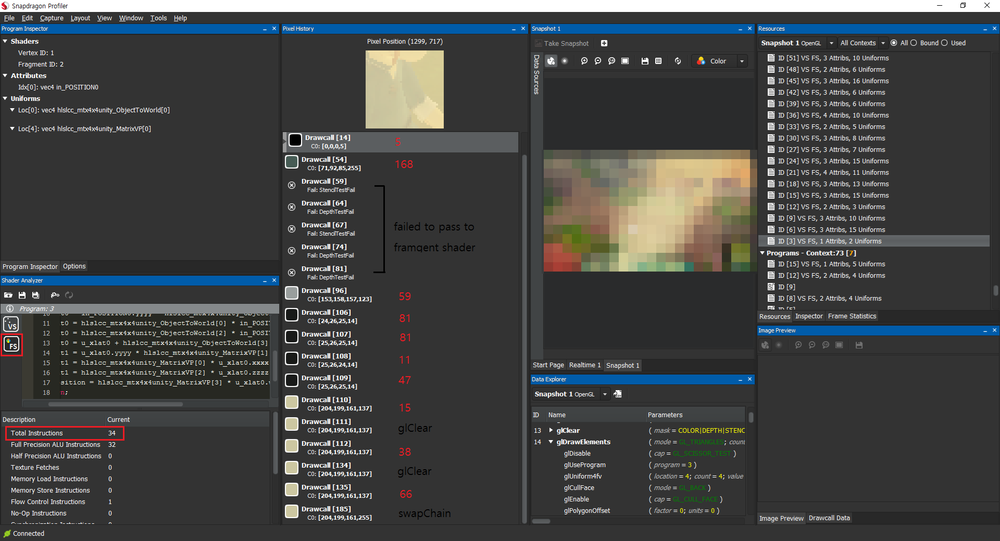 Snapdragon Profiler
File Edit Capture Layout View Window Tools Help
Program Inspector
Shaders
Vertex ID: 1
Fragment ID: 2
Attributes
Idx[0]: vec4 in_POSITION0
Uniforms
Loc[0]: vec4 hlslcc_mtx4x4unity_ObjectToWorld[0]
Loc[4]: vec4 hlslcc_mtx4x4unity_MatrixVP[0]
Program Inspector Options
Shader Analyzer
Program: 3
VS
FS
11 t0 = hlslcc_mtx4x4unity_ObjectToWorld[0] * in_POSI
12 t0 = hlslcc_mtx4x4unity_ObjectToWorld[2] * in_POSI
13 t0 = u_xlat0 + hlslcc_mtx4x4unity_ObjectToWorld[3]
14 t1 = u_xlat0.yyyy * hlslcc_mtx4x4unity_MatrixVP[1]
15 t1 = hlslcc_mtx4x4unity_MatrixVP[0] * u_xlat0.xxxx
16 t1 = hlslcc_mtx4x4unity_MatrixVP[2] * u_xlat0.zzzz
17 sition = hlslcc_mtx4x4unity_MatrixVP[3] * u_xlat0.
18 n;
Description Current
Total Instructions 34
Full Precision ALU Instructions 32
Half Precision ALU Instructions 0
Texture Fetches 0
Memory Load Instructions 0
Memory Store Instructions 0
Flow Control Instructions 1
No-Op Instructions 0
Connected
Pixel History
Pixel Position (1299, 717)
Drawcall [14]
C0: [0,0,0,5]
5
Drawcall [54]
C0: [71,92,85,255]
168
Drawcall [59]
Fail: StencilTestFail
Drawcall [64]
Fail: DepthTestFail
Drawcall [67]
Fail: StencilTestFail
Drawcall [74]
Fail: DepthTestFail
Drawcall [81]
Fail: DepthTestFail
failed to pass to
framgent shader
Drawcall [96]
C0: [153,158,157,123]
59
Drawcall [106]
C0: [24,26,25,14]
81
Drawcall [107]
C0: [25,26,25,14]
81
Drawcall [108]
C0: [25,26,24,14]
11
Drawcall [109]
C0: [25,26,25,14]
47
Drawcall [110]
C0: [204,199,161,137]
15
Drawcall [111]
C0: [204,199,161,137]
glClear
Drawcall [112]
C0: [204,199,161,137]
38
Drawcall [134]
C0: [204,199,161,137]
glClear
Drawcall [135]
C0: [204,199,161,137]
66
Drawcall [185]
C0: [204,199,161,255]
swapChain
Snapshot 1
Take Snapshot
Data Sources
Color
Start Page Realtime 1 Snapshot 1
Data Explorer
Snapshot 1 OpenGL
ID Name Parameters
13 glClear ( mask = COLOR|DEPTH|STENC
14 glDrawElements ( mode = GL_TRIANGLES; count
glDisable ( cap = GL_SCISSOR_TEST )
glUseProgram ( program = 3 )
glUniform4fv ( location = 4; count = 4; value
glCullFace ( mode = GL_BACK )
glEnable ( cap = GL_CULL_FACE )
glPolygonOffset ( factor = 0; units = 0 )
Resources
Snapshot 1 OpenGL All Contexts All Bound Used
ID [51] VS FS, 3 Attribs, 10 Uniforms
ID [48] VS FS, 2 Attribs, 6 Uniforms
ID [45] VS FS, 3 Attribs, 16 Uniforms
ID [42] VS FS, 3 Attribs, 6 Uniforms
ID [39] VS FS, 3 Attribs, 6 Uniforms
ID [36] VS FS, 4 Attribs, 10 Uniforms
ID [33] VS FS, 2 Attribs, 5 Uniforms
ID [30] VS FS, 3 Attribs, 8 Uniforms
ID [27] VS FS, 3 Attribs, 7 Uniforms
ID [24] VS FS, 3 Attribs, 15 Uniforms
ID [21] VS FS, 4 Attribs, 11 Uniforms
ID [18] VS FS, 3 Attribs, 13 Uniforms
ID [15] VS FS, 3 Attribs, 15 Uniforms
ID [12] VS FS, 2 Attribs, 3 Uniforms
ID [9] VS FS, 3 Attribs, 10 Uniforms
ID [6] VS FS, 3 Attribs, 15 Uniforms
ID [3] VS FS, 1 Attribs, 2 Uniforms
Programs - Context:73 [7]
ID [15] VS FS, 1 Attribs, 5 Uniforms
ID [12] VS FS, 2 Attribs, 4 Uniforms
ID [9]
ID [8] VS FS, 2 Attribs, 4 Uniforms
Resources Inspector Frame Statistics
Image Preview
Image Preview Drawcall Data